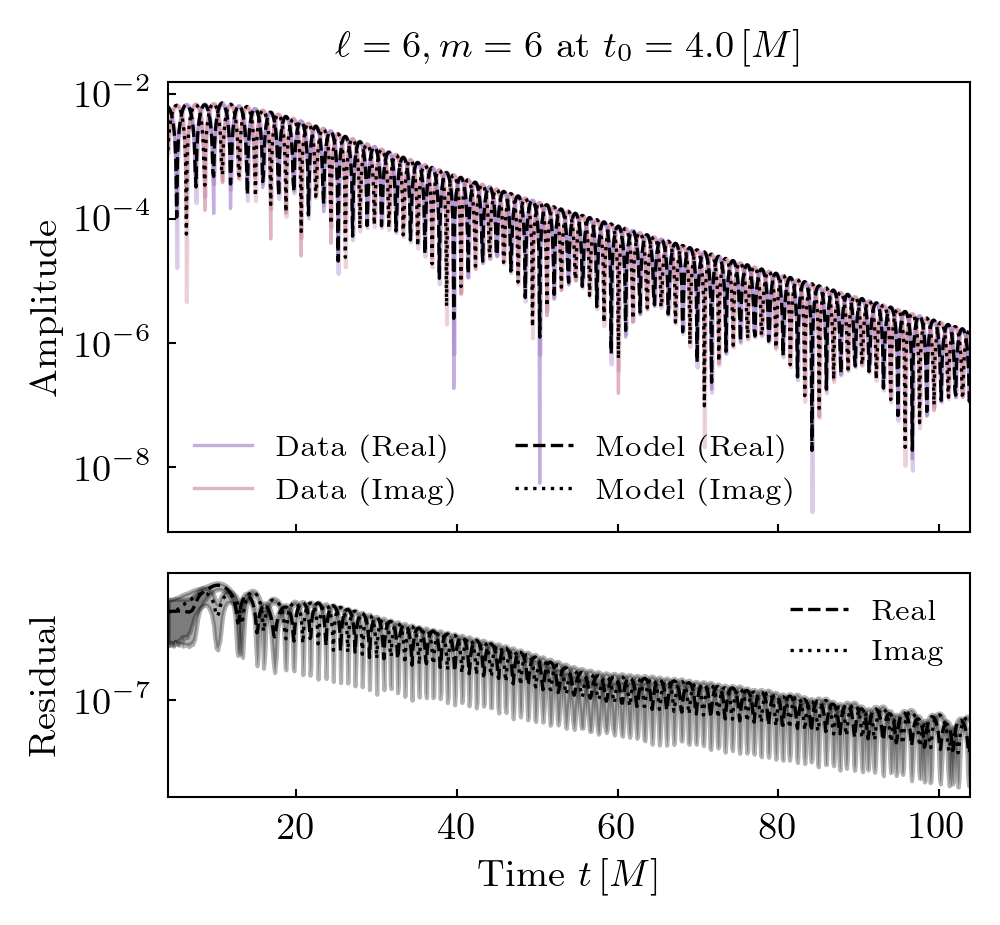 ℓ = 6, m = 6 at t₀ = 4.0 [M]
10⁻²
10⁻⁴
10⁻⁶
10⁻⁸
Amplitude
Data (Real)
Data (Imag)
Model (Real)
Model (Imag)
Residual
10⁻⁷
Real
Imag
20 40 60 80 100
Time t [M]